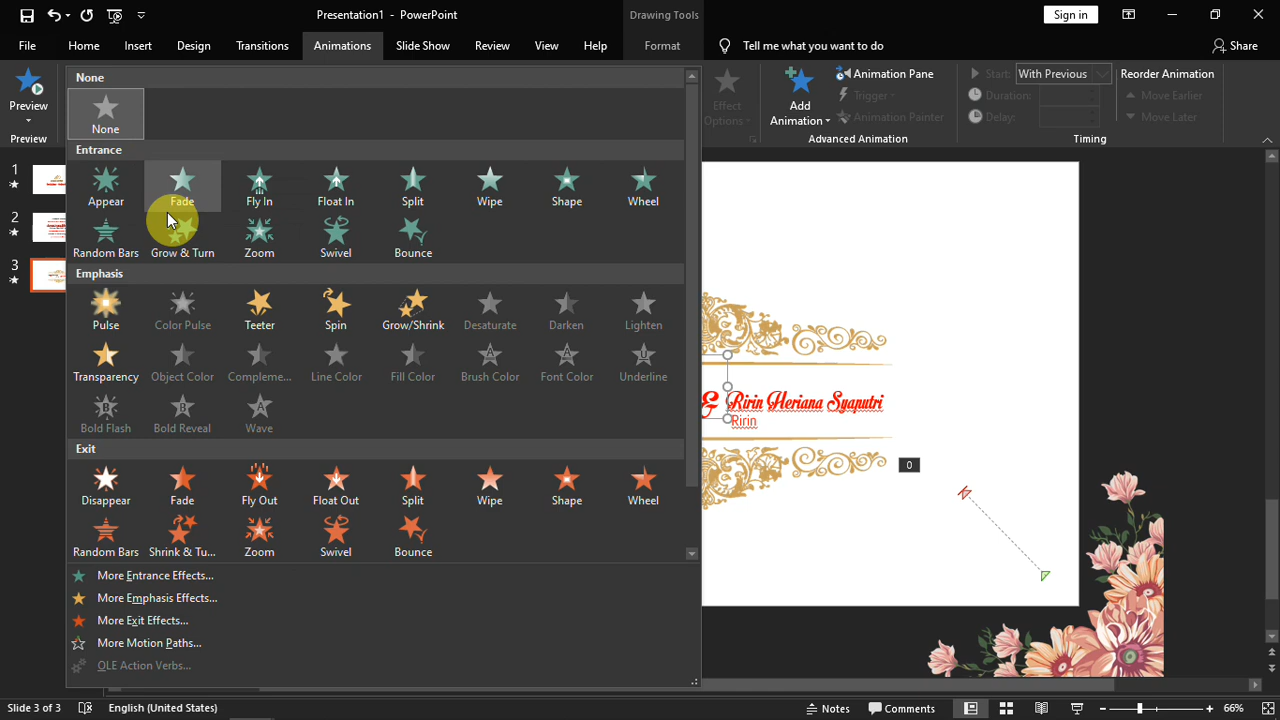 Presentation1 - PowerPoint
Drawing Tools
Sign in
File
Home
Insert
Design
Transitions
Animations
Slide Show
Review
View
Help
Format
Tell me what you want to do
Share
Preview
Preview
None
None
Entrance
Appear
Fade
Fly In
Float In
Split
Wipe
Shape
Wheel
Random Bars
Grow & Turn
Zoom
Swivel
Bounce
Emphasis
Pulse
Color Pulse
Teeter
Spin
Grow/Shrink
Desaturate
Darken
Lighten
Transparency
Object Color
Compleme...
Line Color
Fill Color
Brush Color
Font Color
Underline
Bold Flash
Bold Reveal
Wave
Exit
Disappear
Fade
Fly Out
Float Out
Split
Wipe
Shape
Wheel
Random Bars
Shrink & Tu...
Zoom
Swivel
Bounce
More Entrance Effects...
More Emphasis Effects...
More Exit Effects...
More Motion Paths...
OLE Action Verbs...
Effect
Options
Add
Animation
Animation Pane
Trigger
Animation Painter
Advanced Animation
Start: With Previous
Duration:
Delay:
Reorder Animation
Move Earlier
Move Later
Timing
1
2
3
& Ririn Heriana Syaputri
Ririn
0
Slide 3 of 3
English (United States)
Notes
Comments
66%